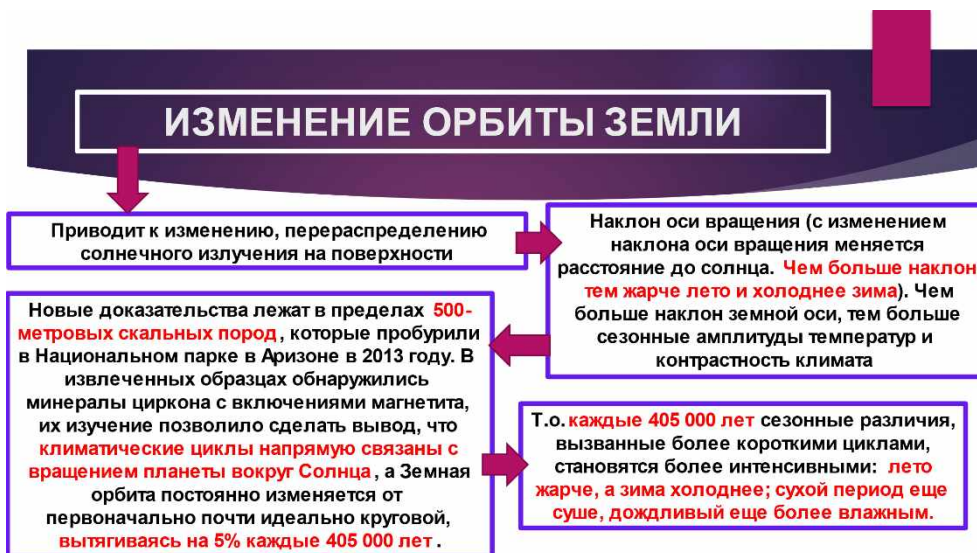 ИЗМЕНЕНИЕ ОРБИТЫ ЗЕМЛИ
Приводит к изменению, перераспределению
солнечного излучения на поверхности
Наклон оси вращения (с изменением
наклона оси вращения меняется
расстояние до солнца. Чем больше наклон
тем жарче лето и холоднее зима). Чем
больше наклон земной оси, тем больше
сезонные амплитуды температур и
контрастность климата
Новые доказательства лежат в пределах 500-
метровых скальных пород, которые пробурили
в Национальном парке в Аризоне в 2013 году. В
извлеченных образцах обнаружились
минералы циркона с включениями магнетита,
их изучение позволило сделать вывод, что
климатические циклы напрямую связаны с
вращением планеты вокруг Солнца, а Земная
орбита постоянно изменяется от
первоначально почти идеально круговой,
вытягиваясь на 5% каждые 405 000 лет.
Т.о. каждые 405 000 лет сезонные различия,
вызванные более короткими циклами,
становятся более интенсивными: лето
жарче, а зима холоднее; сухой период еще
суше, дождливый еще более влажным.